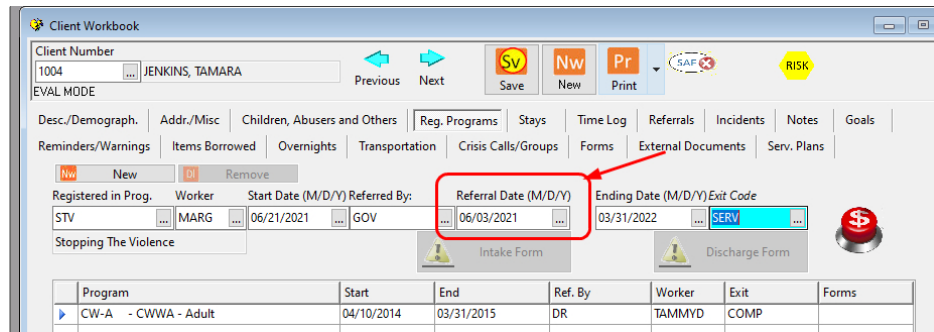 Client Workbook
Client Number
1004 ... JENKINS, TAMARA
EVAL MODE
Previous Next Sv Save Nw New Pr Print SAF RISK
Desc./Demograph. Addr./Misc Children, Abusers and Others Reg. Programs Stays Time Log Referrals Incidents Notes Goals
Reminders/Warnings Items Borrowed Overnights Transportation Crisis Calls/Groups Forms External Documents Serv. Plans
Nw New Dl Remove
Registered in Prog. Worker Start Date (M/D/Y) Referred By: Referral Date (M/D/Y) Ending Date (M/D/Y) Exit Code
STV ... MARG ... 06/21/2021 ... GOV ... 06/03/2021 ... 03/31/2022 ... SERV ... $
Stopping The Violence
Intake Form Discharge Form
Program Start End Ref. By Worker Exit Forms
CW-A - CWWA - Adult 04/10/2014 03/31/2015 DR TAMMYD COMP